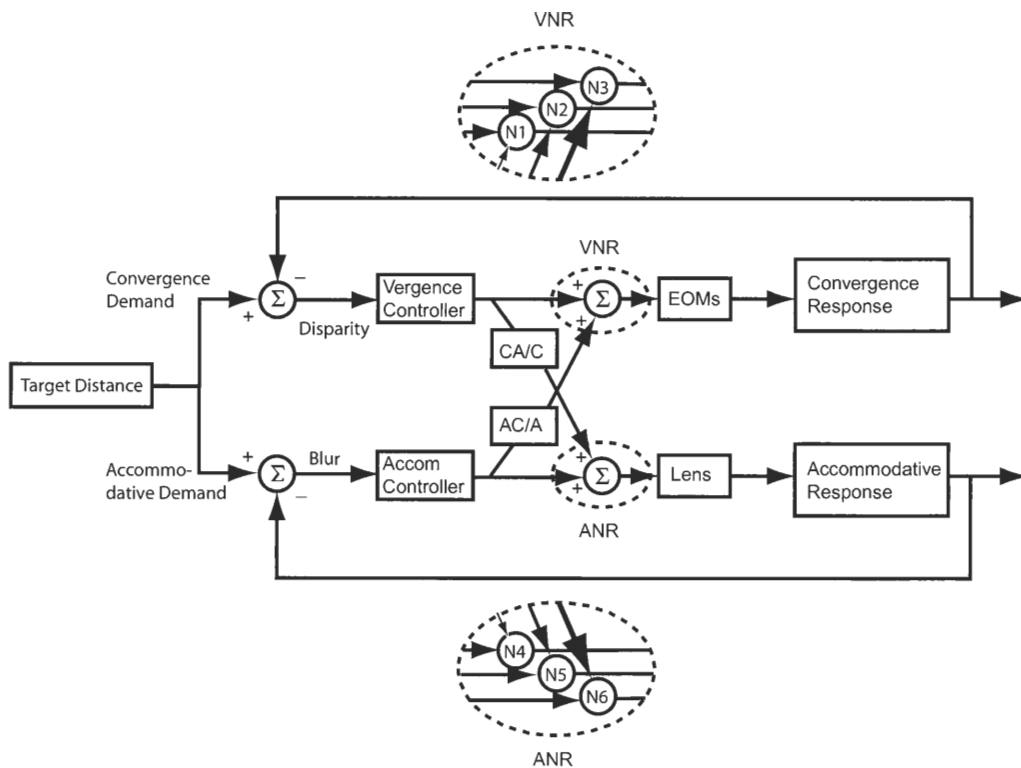 VNR
N3
N2
N1
Convergence
Demand
−
Σ
+
Disparity
Vergence
Controller
VNR
+
Σ
+
EOMs
Convergence
Response
CA/C
Target Distance
AC/A
+
Accommo-
dative Demand
Σ
−
Blur
Accom
Controller
+
Σ
+
ANR
Lens
Accommodative
Response
N4
N5
N6
ANR